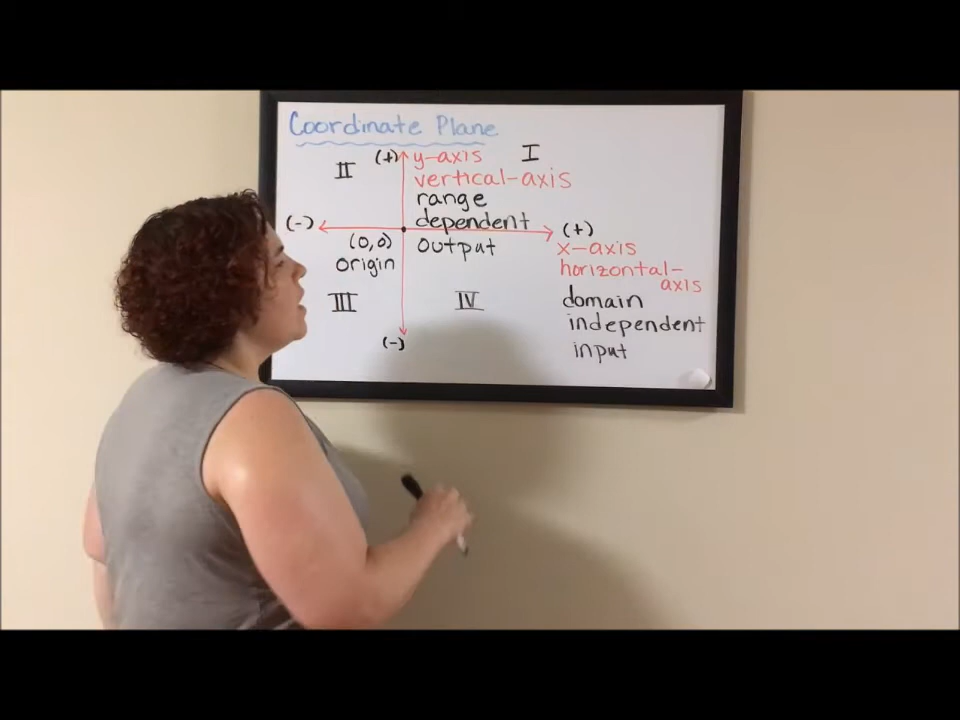 Coordinate Plane
II
(+)
y-axis
I
vertical-axis
range
dependent
(-)
(+)
(0,0)
output
x-axis
origin
horizontal-
axis
III
IV
domain
independent
(-)
input